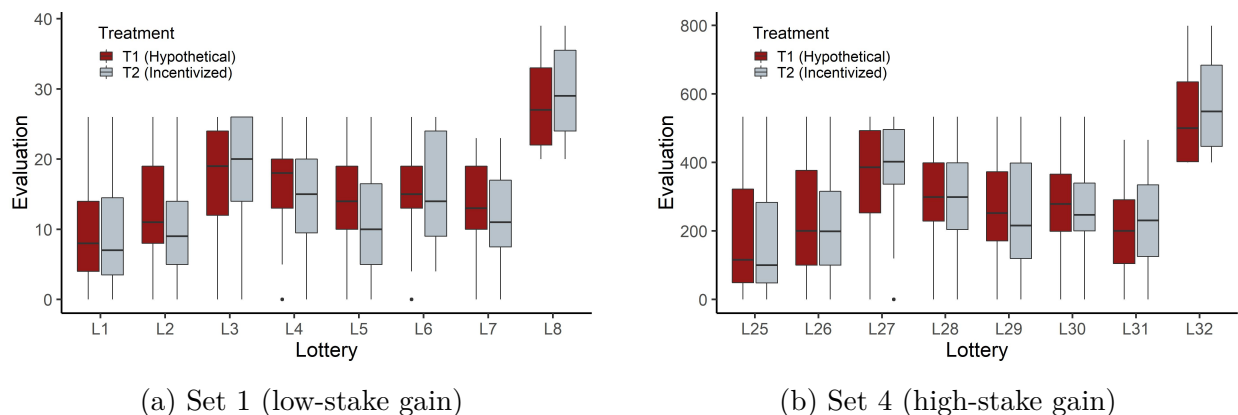 40
30
20
10
0
Evaluation
Treatment
T1 (Hypothetical)
T2 (Incentivized)
L1 L2 L3 L4 L5 L6 L7 L8
Lottery
(a) Set 1 (low-stake gain)
800
600
400
200
0
Evaluation
Treatment
T1 (Hypothetical)
T2 (Incentivized)
L25 L26 L27 L28 L29 L30 L31 L32
Lottery
(b) Set 4 (high-stake gain)